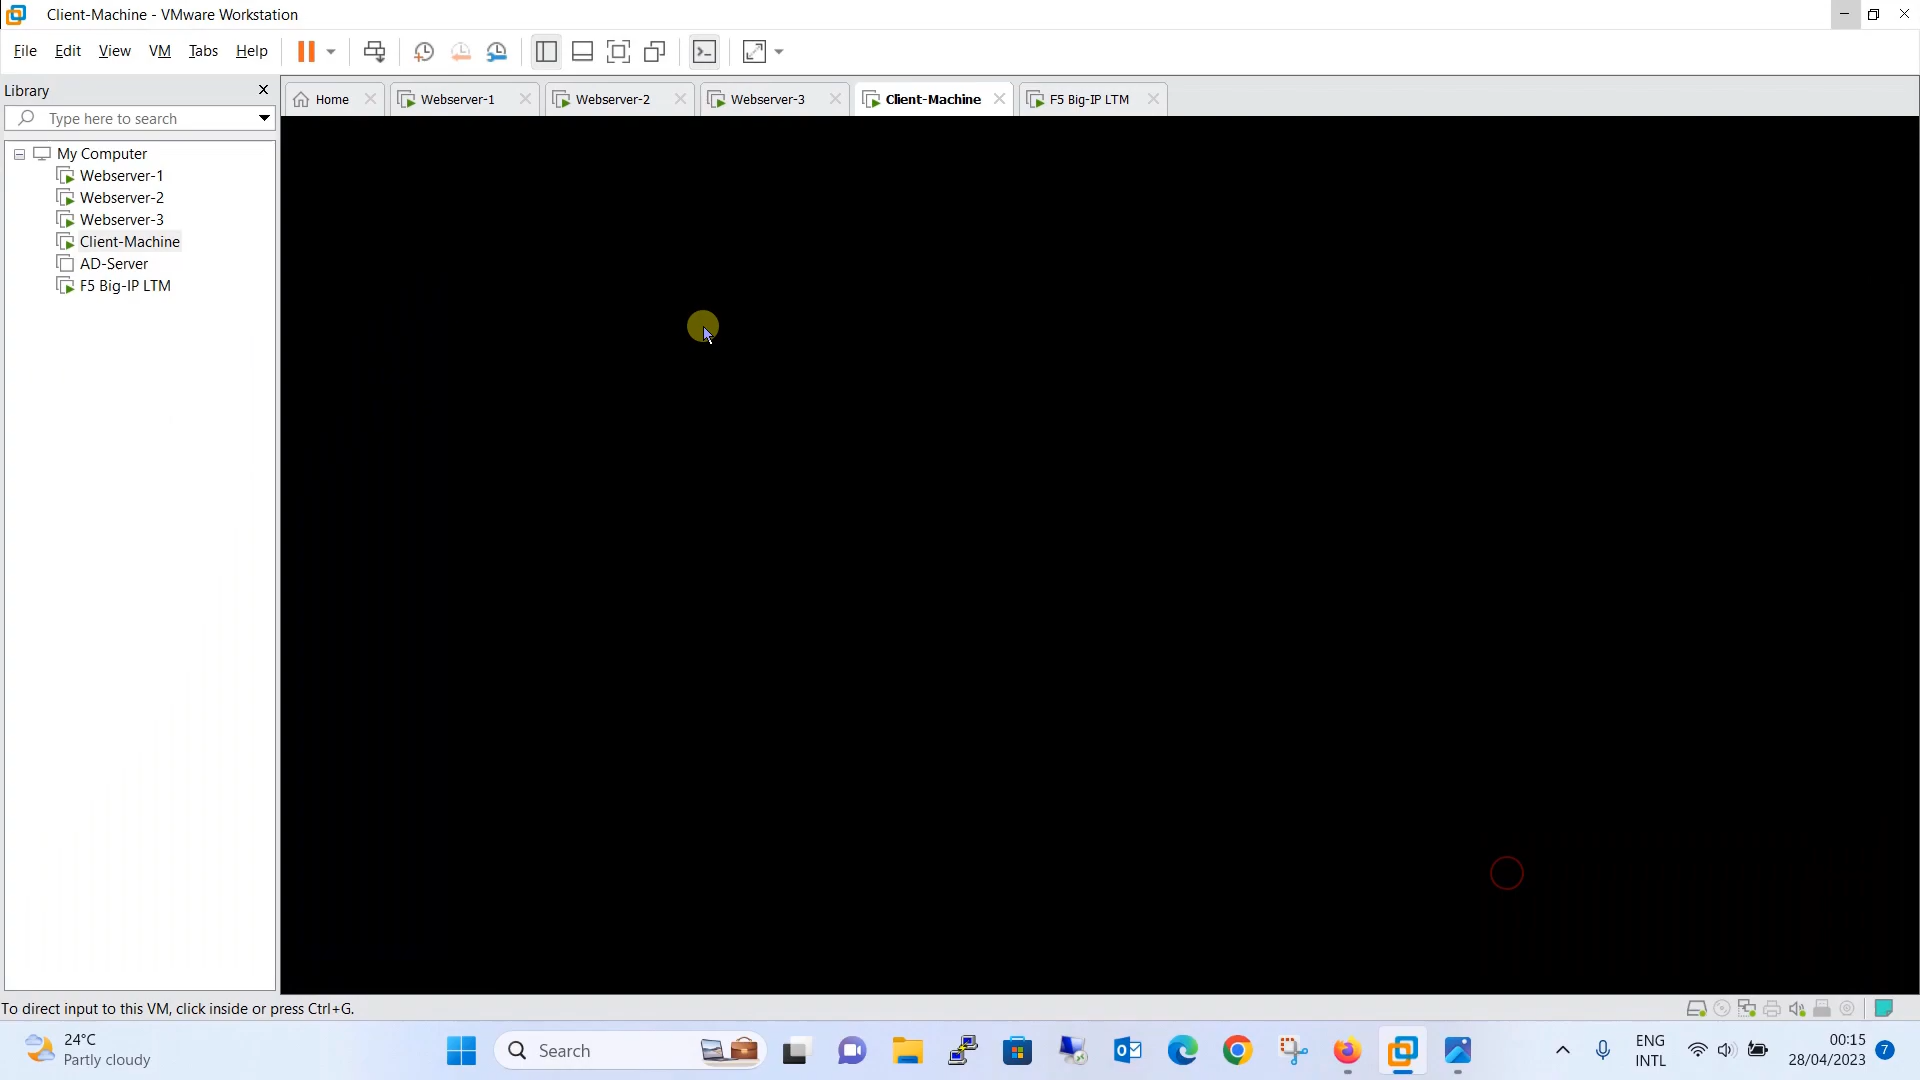 Client-Machine - VMware Workstation
File Edit View VM Tabs Help
Library
Type here to search
Home
Webserver-1
Webserver-2
Webserver-3
Client-Machine
F5 Big-IP LTM
My Computer
Webserver-1
Webserver-2
Webserver-3
Client-Machine
AD-Server
F5 Big-IP LTM
To direct input to this VM, click inside or press Ctrl+G.
24°C
Partly cloudy
Search
ENG
INTL
00:15
28/04/2023
7